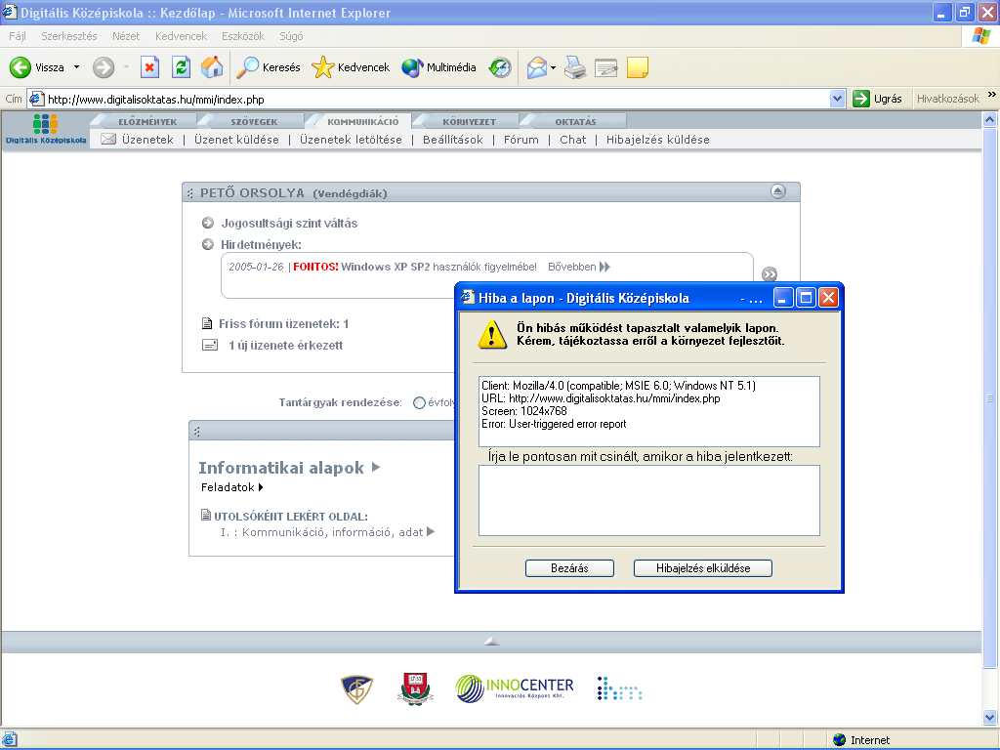 Digitális Középiskola :: Kezdőlap - Microsoft Internet Explorer
Fájl Szerkesztés Nézet Kedvencek Eszközök Súgó
Vissza Keresés Kedvencek Multimédia
Cím http://www.digitalisoktatas.hu/mmi/index.php Ugrás Hivatkozások »
ELŐZMÉNYEK SZÖVEGEK KOMMUNIKÁCIÓ KÖRNYEZET OKTATÁS
Digitális Középiskola
Üzenetek | Üzenet küldése | Üzenetek letöltése | Beállítások | Fórum | Chat | Hibajelzés küldése
PETŐ ORSOLYA (Vendégdiák)
Jogosultsági szint váltás
Hirdetmények:
2005-01-26 | FONTOS! Windows XP SP2 használók figyelmébe! Bővebben
Friss fórum üzenetek: 1
1 új üzenete érkezett
Tantárgyak rendezése: évfoly
Informatikai alapok
Feladatok
UTOLSÓKÉNT LEKÉRT OLDAL:
I. : Kommunikáció, információ, adat
Hiba a lapon - Digitális Középiskola - ...
Ön hibás működést tapasztalt valamelyik lapon.
Kérem, tájékoztassa erről a környezet fejlesztőit.
Client: Mozilla/4.0 (compatible; MSIE 6.0; Windows NT 5.1)
URL: http://www.digitalisoktatas.hu/mmi/index.php
Screen: 1024x768
Error: User-triggered error report
Írja le pontosan mit csinált, amikor a hiba jelentkezett:
Bezárás Hibajelzés elküldése
INNOCENTER
Innovációs Központ Kht.
Internet